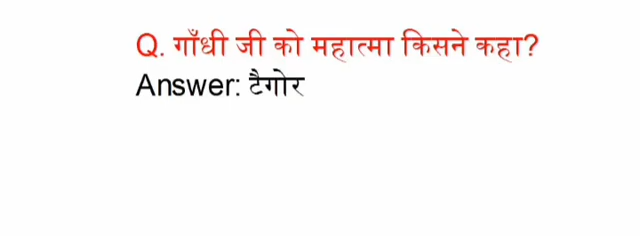 Q. गाँधी जी को महात्मा किसने कहा?
Answer: टैगोर